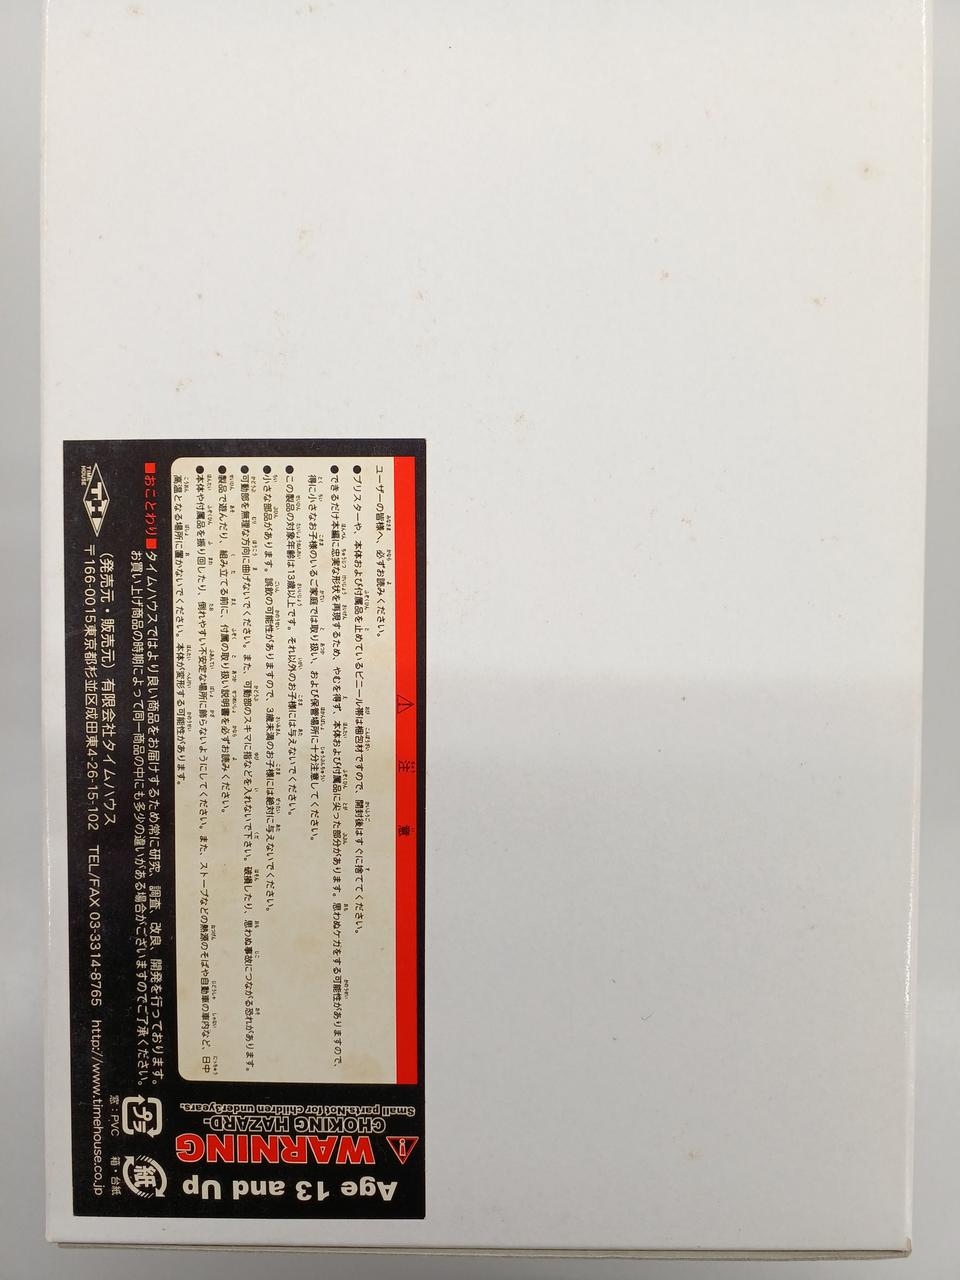 ⚠ 注意
ユーザーの皆様へ 必ずお読みください。
●ブリスターや、本体および付属品を止めているビニール帯は梱包材ですので、開封後はすぐに捨ててください。
●できるだけ本編に忠実な形状を再現するため、やむを得ず、本体および付属品に尖った部分があります。思わぬケガをする可能性がありますので、
得に小さなお子様のいるご家庭では取り扱い、および保管場所に十分注意してください。
●この製品の対象年齢は13歳以上です。それ以外のお子様には与えないでください。
●小さな部品があります。誤飲の可能性がありますので、3歳未満のお子様には絶対に与えないでください。
●可動部を無理な方向に曲げないでください。また、可動部のスキマに指などを入れないで下さい。破損したり、思わぬ事故につながる恐れがあります。
●製品で遊んだり、組み立てる前に、付属の取り扱い説明書を必ずお読みください。
●本体や付属品を振り回したり、倒れやすい不安定な場所に飾らないようにしてください。また、ストーブなどの熱源のそばや自動車の車内など、日中
高温となる場所に置かないでください。本体が変形する可能性があります。
■おことわり■タイムハウスではより良い商品をお届けするため常に研究、調査、改良、開発を行っております。
お買い上げ商品の時期によって同一商品の中にも多少の違いがある場合がございますのでご了承ください。
TIME HOUSE
TH
(発売元・販売元) 有限会社タイムハウス
〒166-0015東京都杉並区成田東4-26-15-102 TEL/FAX 03-3314-8765 http://www.timehouse.co.jp
Age 13 and Up
WARNING
CHOKING HAZARD-
Small parts.Not for children under3years.
プラ
窓：PVC
紙
箱・台紙